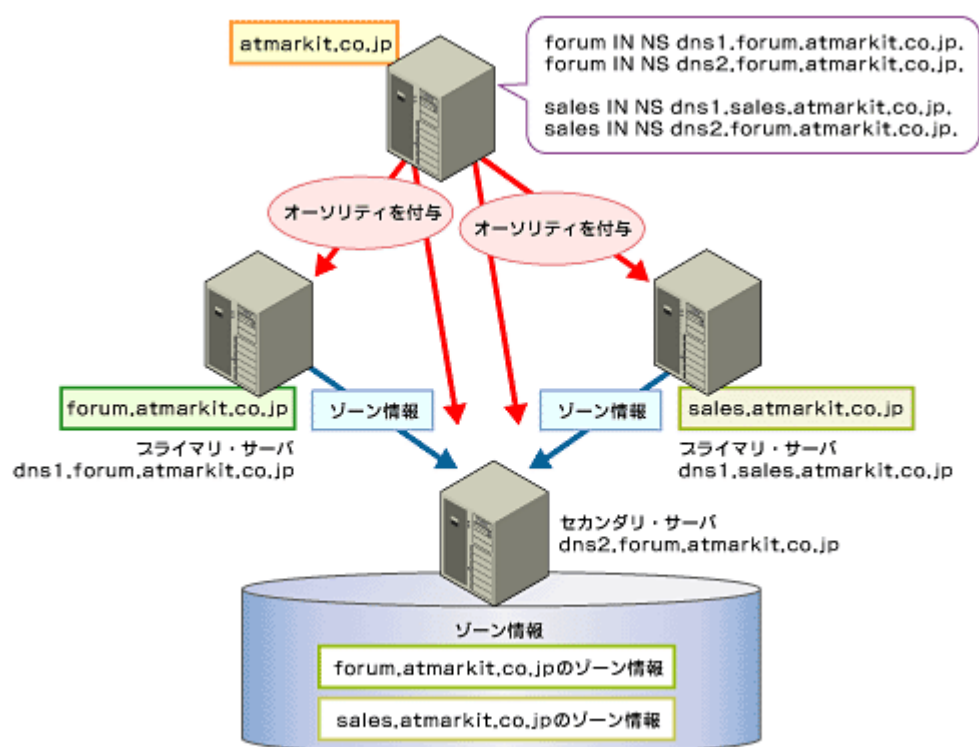 atmarkit.co.jp
forum IN NS dns1.forum.atmarkit.co.jp.
forum IN NS dns2.forum.atmarkit.co.jp.
sales IN NS dns1.sales.atmarkit.co.jp.
sales IN NS dns2.forum.atmarkit.co.jp.
オーソリティを付与
オーソリティを付与
forum.atmarkit.co.jp
ゾーン情報
ゾーン情報
sales.atmarkit.co.jp
プライマリ・サーバ
dns1.forum.atmarkit.co.jp
プライマリ・サーバ
dns1.sales.atmarkit.co.jp
セカンダリ・サーバ
dns2.forum.atmarkit.co.jp
ゾーン情報
forum.atmarkit.co.jpのゾーン情報
sales.atmarkit.co.jpのゾーン情報